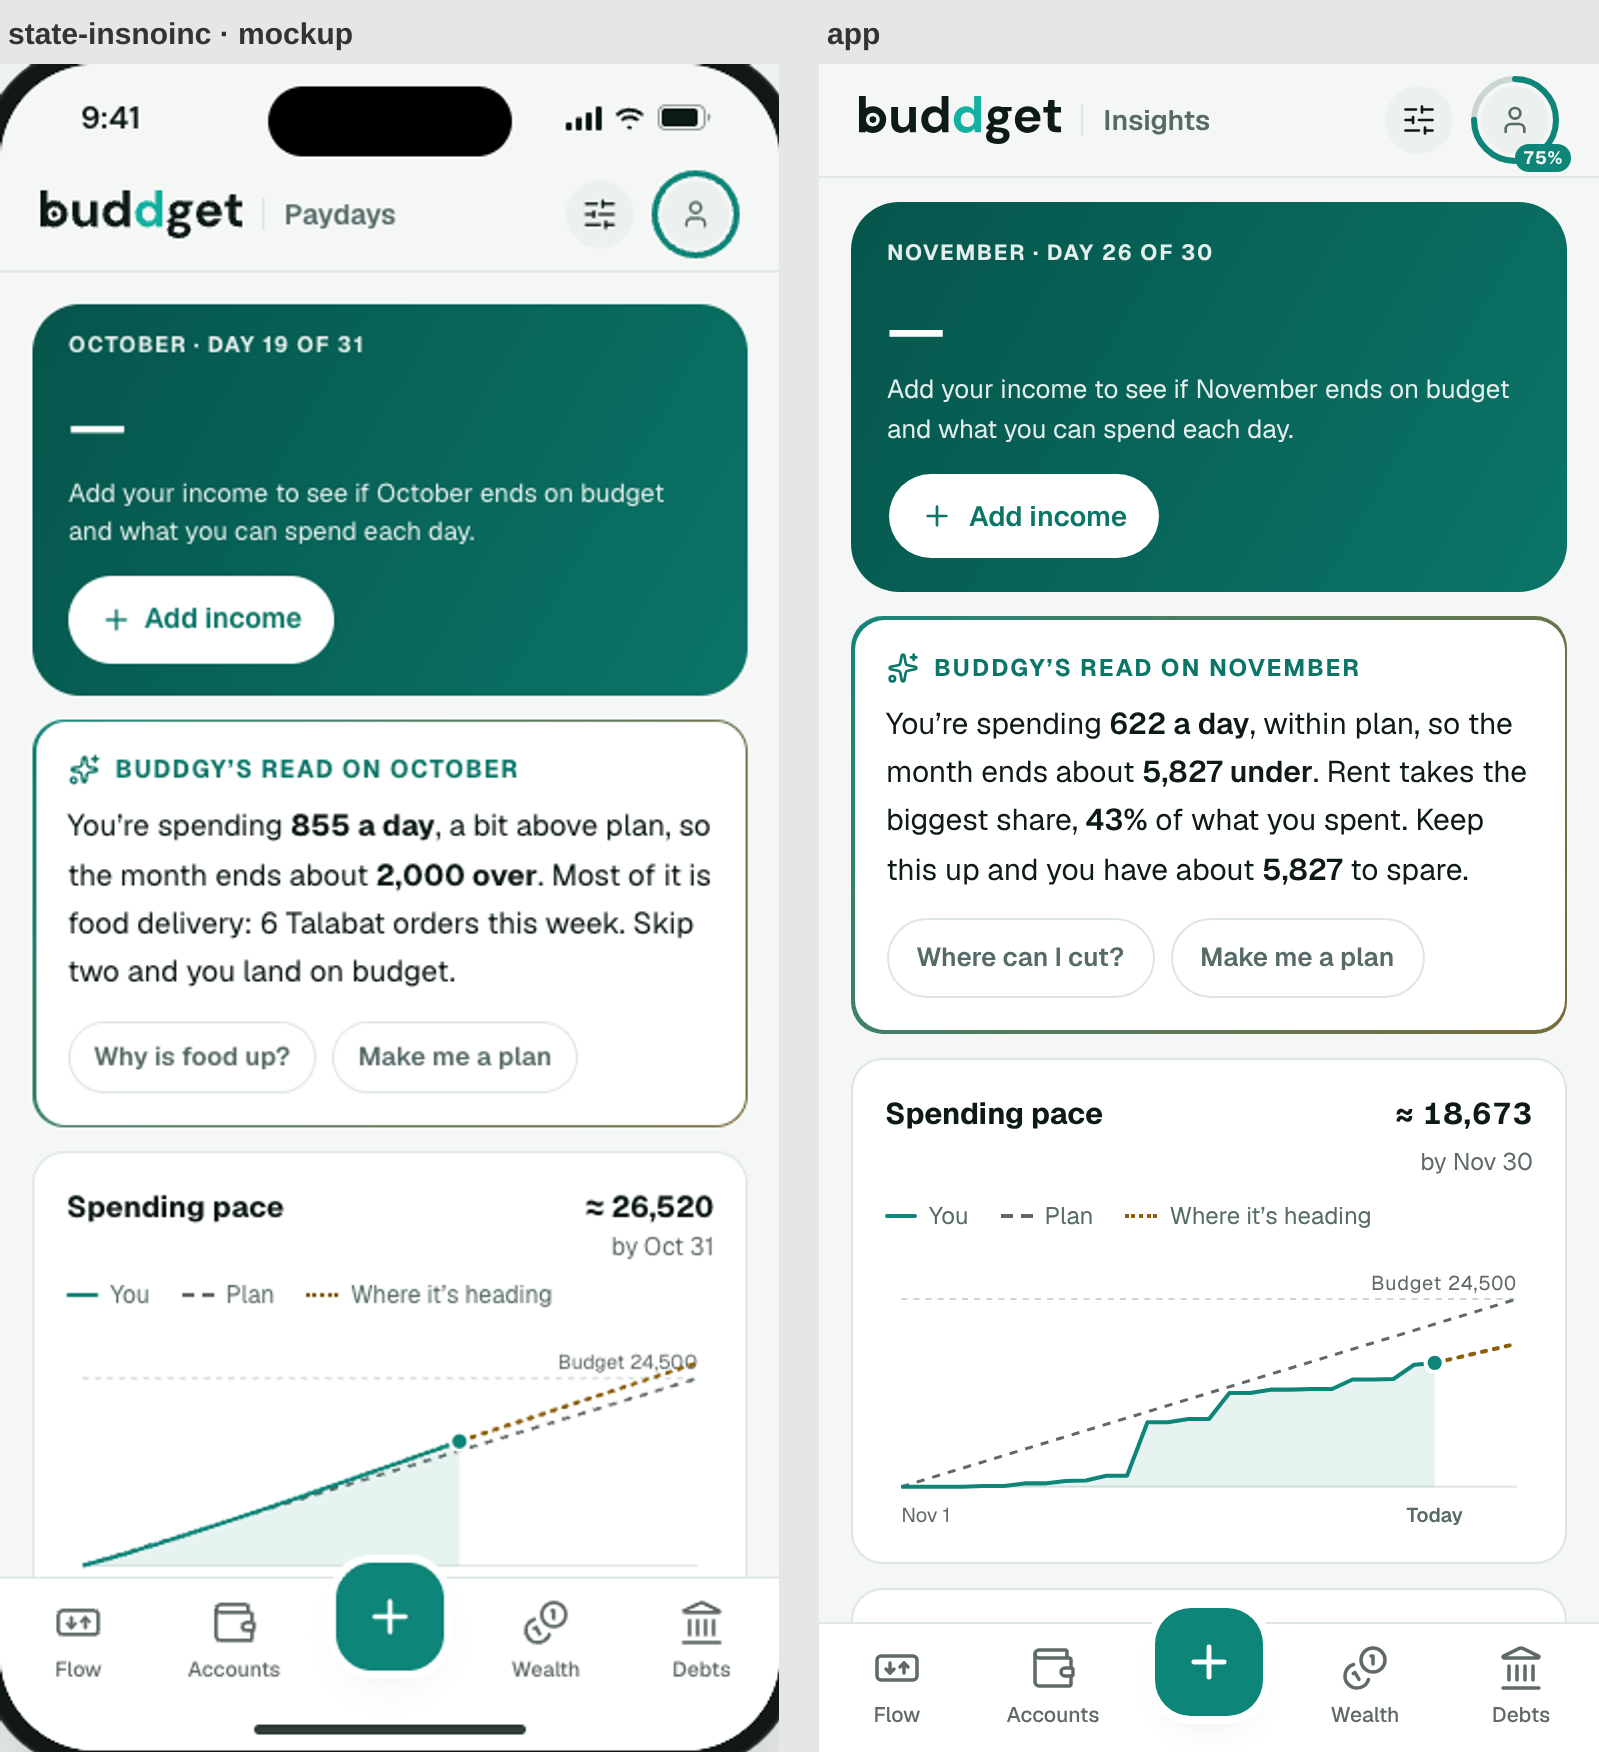 state-insnoinc · mockup
9:41
buddget
Paydays
OCTOBER · DAY 19 OF 31
—
Add your income to see if October ends on budget
and what you can spend each day.
+ Add income
BUDDGY’S READ ON OCTOBER
You’re spending 855 a day, a bit above plan, so
the month ends about 2,000 over. Most of it is
food delivery: 6 Talabat orders this week. Skip
two and you land on budget.
Why is food up?
Make me a plan
Spending pace
≈ 26,520
by Oct 31
You
Plan
Where it’s heading
Budget 24,500
Flow
Accounts
Wealth
Debts
app
buddget
Insights
75%
NOVEMBER · DAY 26 OF 30
—
Add your income to see if November ends on budget
and what you can spend each day.
+ Add income
BUDDGY’S READ ON NOVEMBER
You’re spending 622 a day, within plan, so the
month ends about 5,827 under. Rent takes the
biggest share, 43% of what you spent. Keep
this up and you have about 5,827 to spare.
Where can I cut?
Make me a plan
Spending pace
≈ 18,673
by Nov 30
You
Plan
Where it’s heading
Budget 24,500
Nov 1
Today
Flow
Accounts
Wealth
Debts